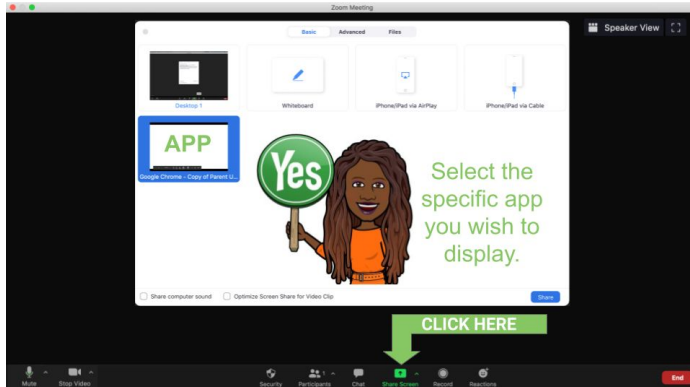 Zoom Meeting
Speaker View
Basic Advanced Files
Desktop 1 Whiteboard iPhone/iPad via AirPlay iPhone/iPad via Cable
APP
Google Chrome - Copy of Parent U...
Yes
Select the
specific app
you wish to
display.
Share computer sound Optimize Screen Share for Video Clip Share
CLICK HERE
1
Mute Stop Video Security Participants Chat Share Screen Record Reactions End